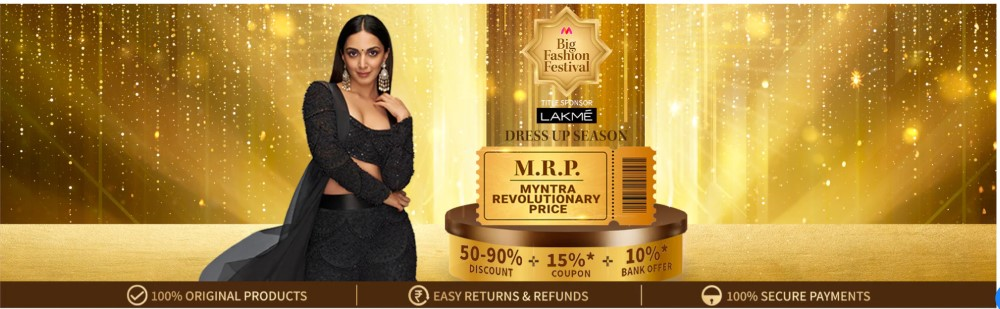 Big
Fashion
Festival
TITLE SPONSOR
LAKMÉ
DRESS UP SEASON
M.R.P.
MYNTRA
REVOLUTIONARY
PRICE
50-90% + 15%* + 10%*
DISCOUNT COUPON BANK OFFER
100% ORIGINAL PRODUCTS | EASY RETURNS & REFUNDS | 100% SECURE PAYMENTS